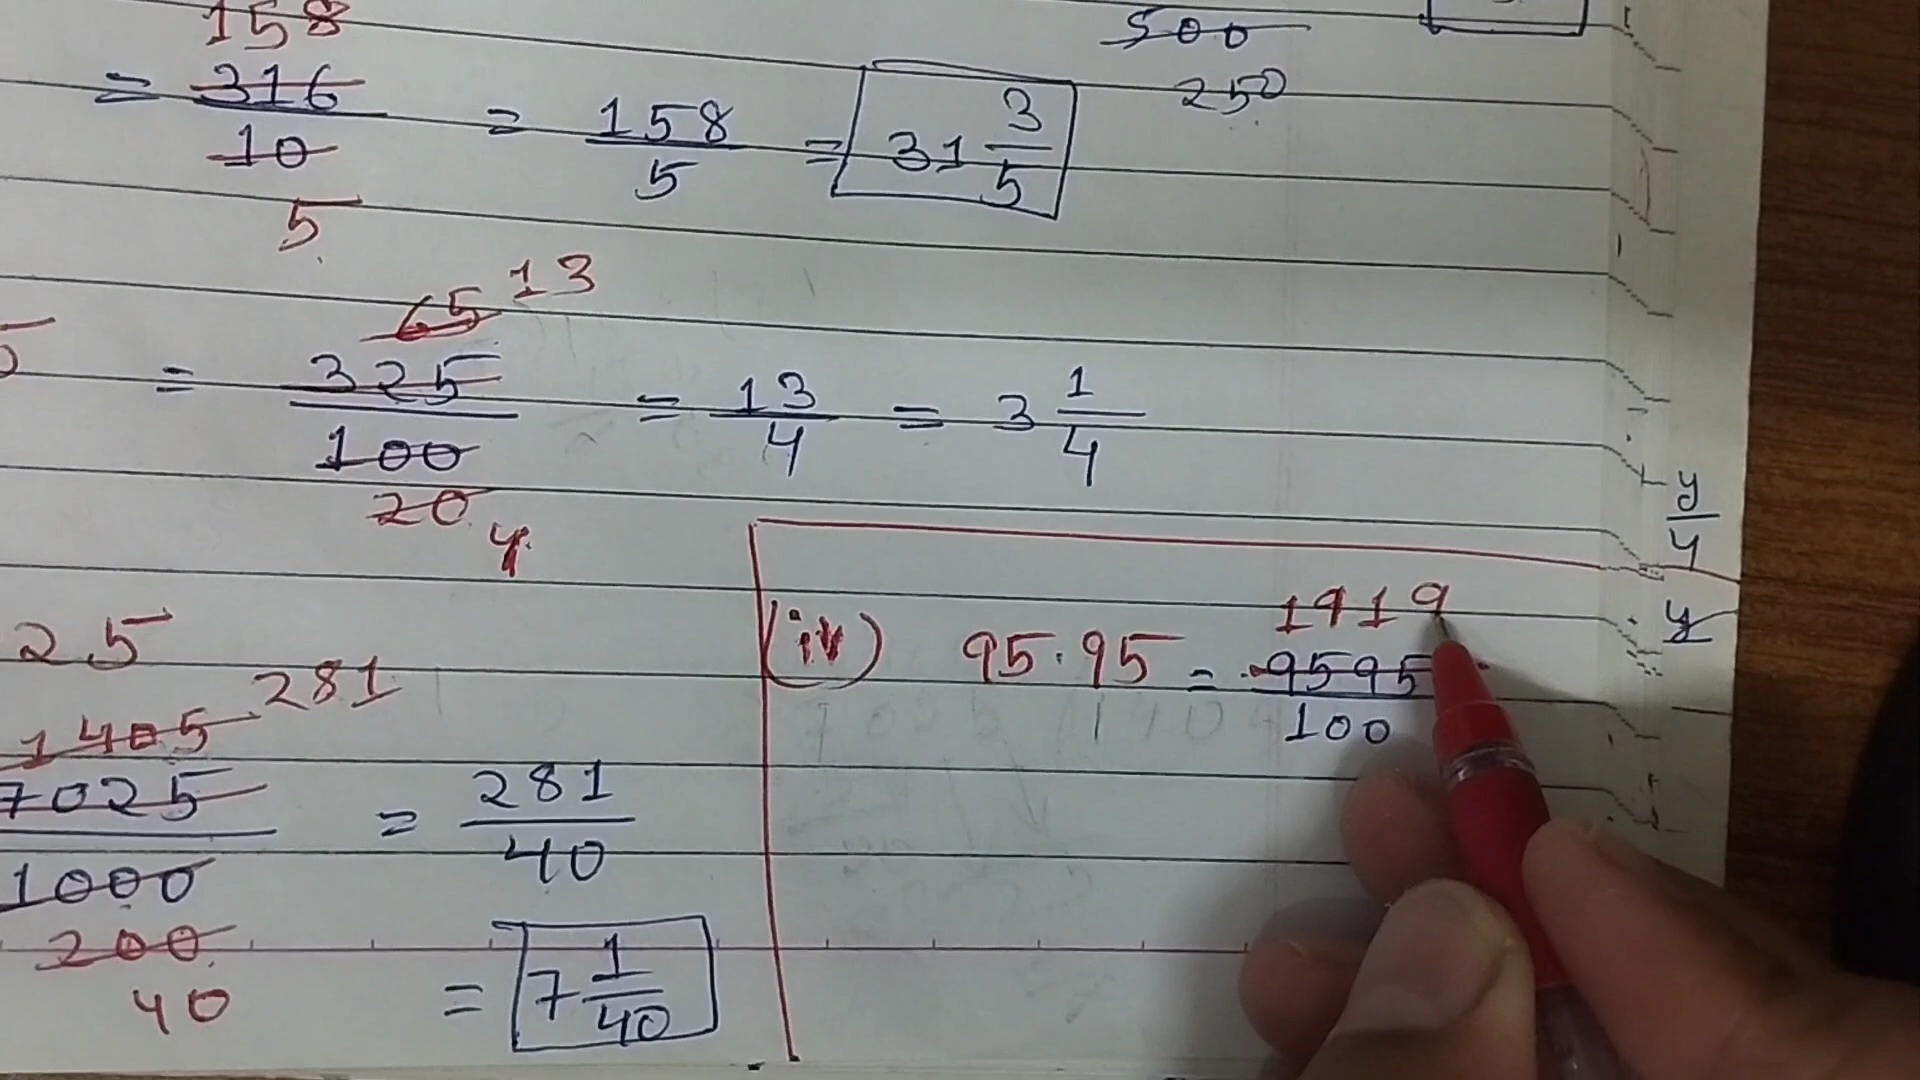 158
500
316/10 = 158/5 = 31 3/5
250
5
65 13
325/100 = 13/4 = 3 1/4
20 4
y/4
y
25
(iv) 95.95 = 9595/100
1919
1405 281
7025/1000 = 281/40
200
40
= 7 1/40